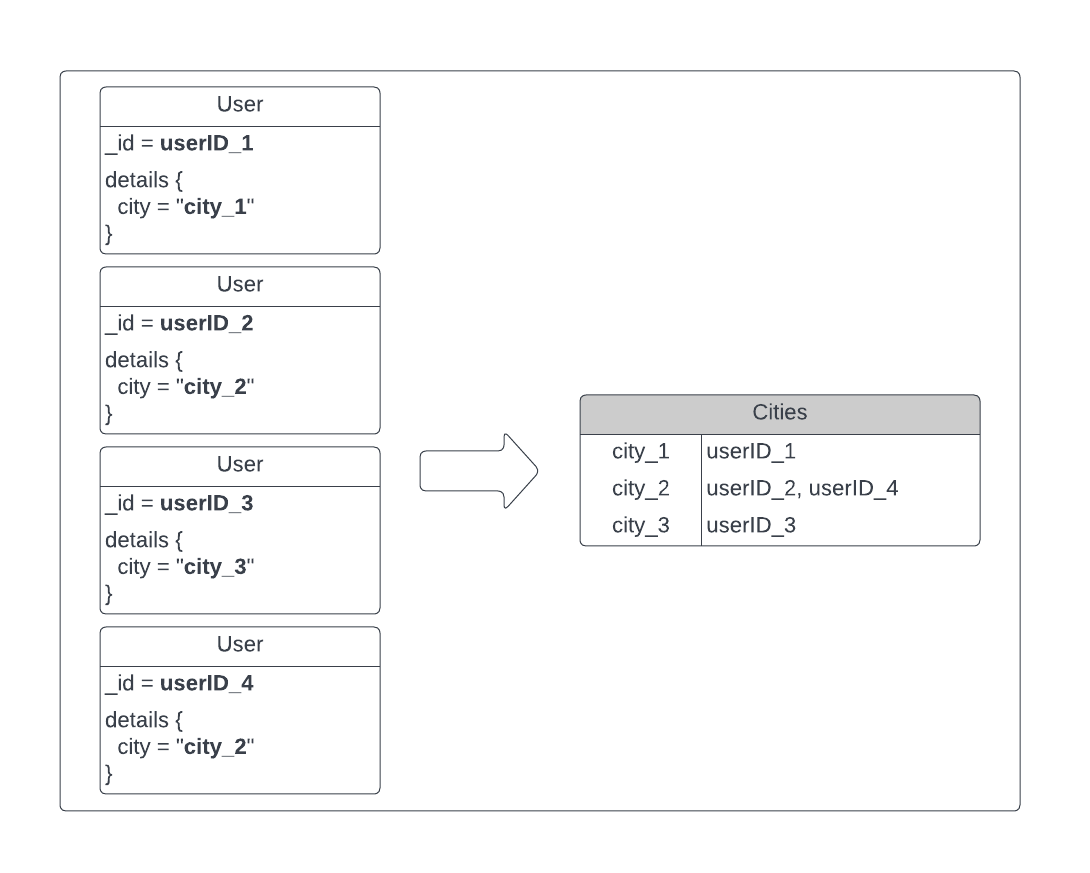 User
_id = userID_1
details {
city = "city_1"
}
User
_id = userID_2
details {
city = "city_2"
}
User
_id = userID_3
details {
city = "city_3"
}
User
_id = userID_4
details {
city = "city_2"
}
Cities
city_1 userID_1
city_2 userID_2, userID_4
city_3 userID_3